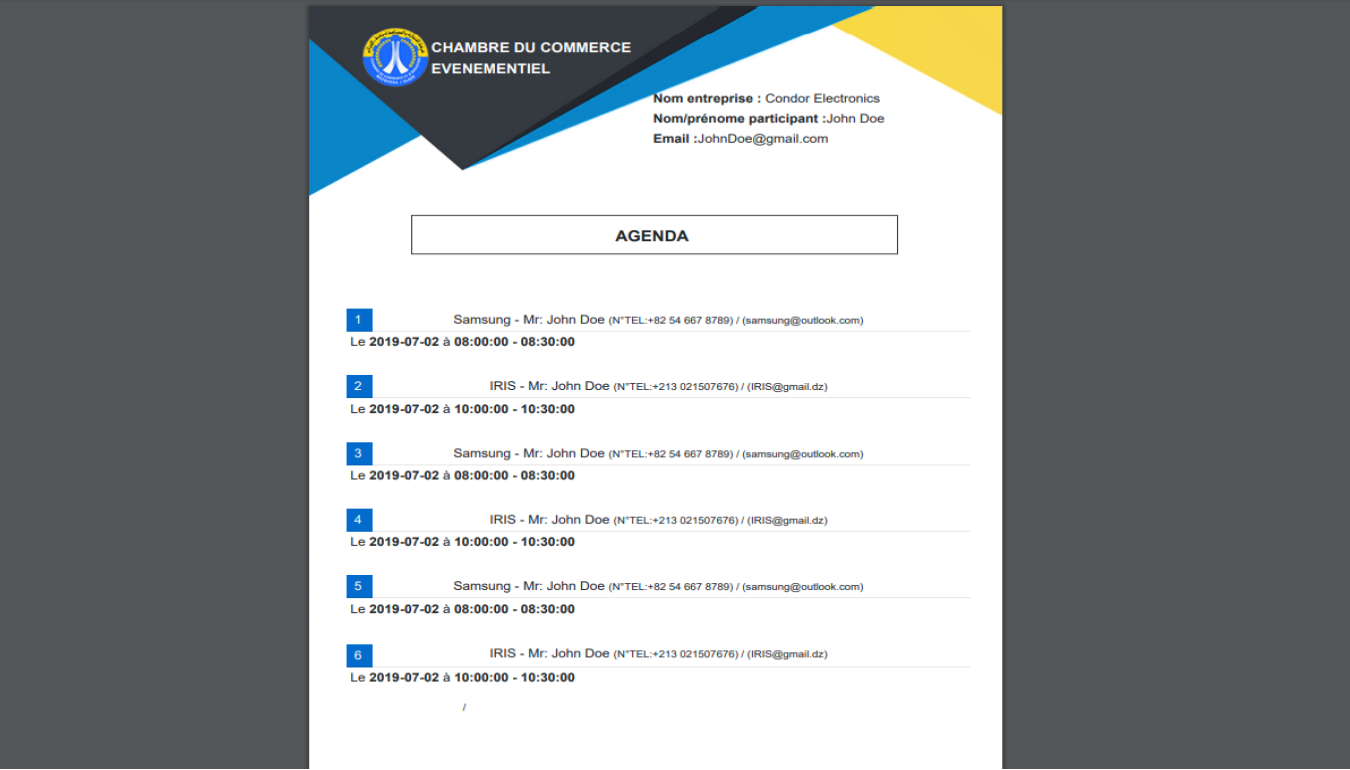 CHAMBRE DU COMMERCE
EVENEMENTIEL
Nom entreprise : Condor Electronics
Nom/prénome participant :John Doe
Email :JohnDoe@gmail.com
AGENDA
1 Samsung - Mr: John Doe (N°TEL:+82 54 667 8789) / (samsung@outlook.com)
Le 2019-07-02 à 08:00:00 - 08:30:00
2 IRIS - Mr: John Doe (N°TEL:+213 021507676) / (IRIS@gmail.dz)
Le 2019-07-02 à 10:00:00 - 10:30:00
3 Samsung - Mr: John Doe (N°TEL:+82 54 667 8789) / (samsung@outlook.com)
Le 2019-07-02 à 08:00:00 - 08:30:00
4 IRIS - Mr: John Doe (N°TEL:+213 021507676) / (IRIS@gmail.dz)
Le 2019-07-02 à 10:00:00 - 10:30:00
5 Samsung - Mr: John Doe (N°TEL:+82 54 667 8789) / (samsung@outlook.com)
Le 2019-07-02 à 08:00:00 - 08:30:00
6 IRIS - Mr: John Doe (N°TEL:+213 021507676) / (IRIS@gmail.dz)
Le 2019-07-02 à 10:00:00 - 10:30:00
/